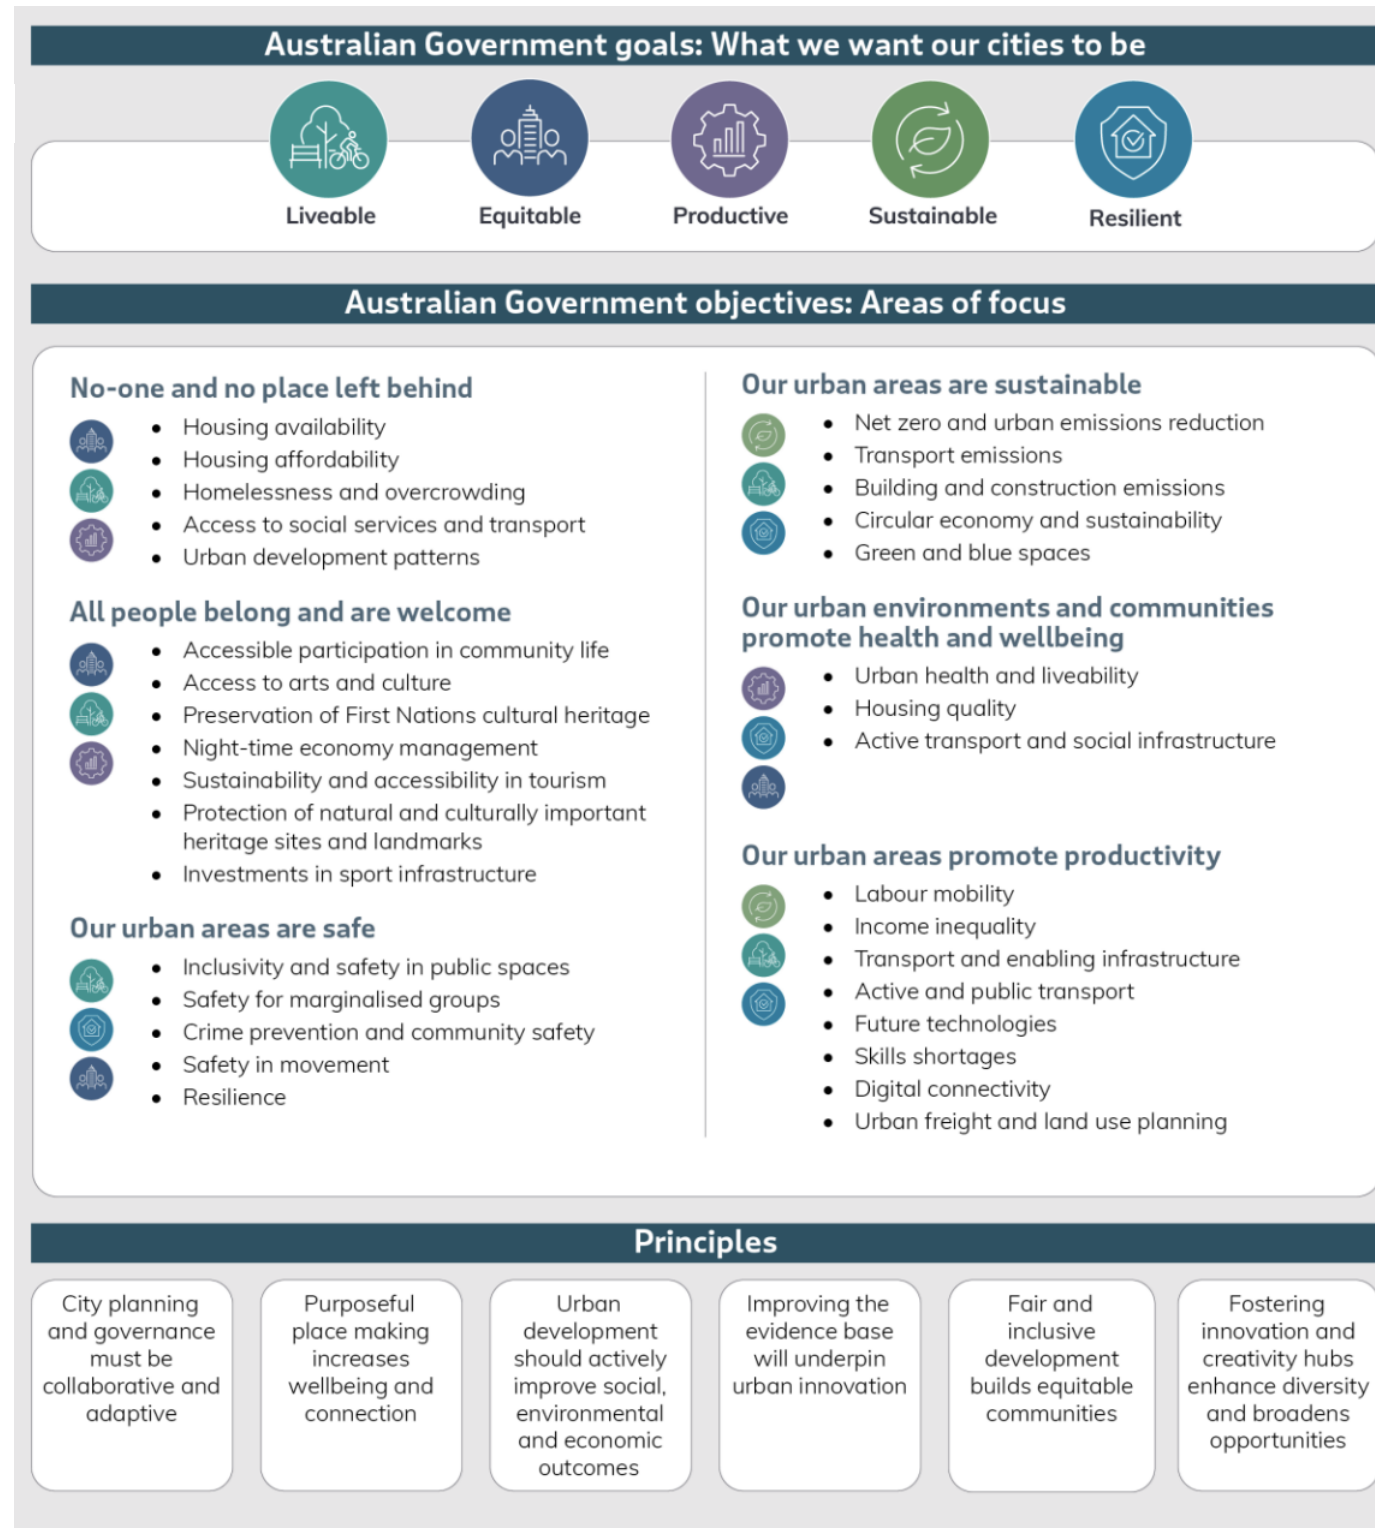 Australian Government goals: What we want our cities to be
Liveable
Equitable
Productive
Sustainable
Resilient
Australian Government objectives: Areas of focus
No-one and no place left behind
• Housing availability
• Housing affordability
• Homelessness and overcrowding
• Access to social services and transport
• Urban development patterns
All people belong and are welcome
• Accessible participation in community life
• Access to arts and culture
• Preservation of First Nations cultural heritage
• Night-time economy management
• Sustainability and accessibility in tourism
• Protection of natural and culturally important
heritage sites and landmarks
• Investments in sport infrastructure
Our urban areas are safe
• Inclusivity and safety in public spaces
• Safety for marginalised groups
• Crime prevention and community safety
• Safety in movement
• Resilience
Our urban areas are sustainable
• Net zero and urban emissions reduction
• Transport emissions
• Building and construction emissions
• Circular economy and sustainability
• Green and blue spaces
Our urban environments and communities
promote health and wellbeing
• Urban health and liveability
• Housing quality
• Active transport and social infrastructure
Our urban areas promote productivity
• Labour mobility
• Income inequality
• Transport and enabling infrastructure
• Active and public transport
• Future technologies
• Skills shortages
• Digital connectivity
• Urban freight and land use planning
Principles
City planning
and governance
must be
collaborative and
adaptive
Purposeful
place making
increases
wellbeing and
connection
Urban
development
should actively
improve social,
environmental
and economic
outcomes
Improving the
evidence base
will underpin
urban innovation
Fair and
inclusive
development
builds equitable
communities
Fostering
innovation and
creativity hubs
enhance diversity
and broadens
opportunities